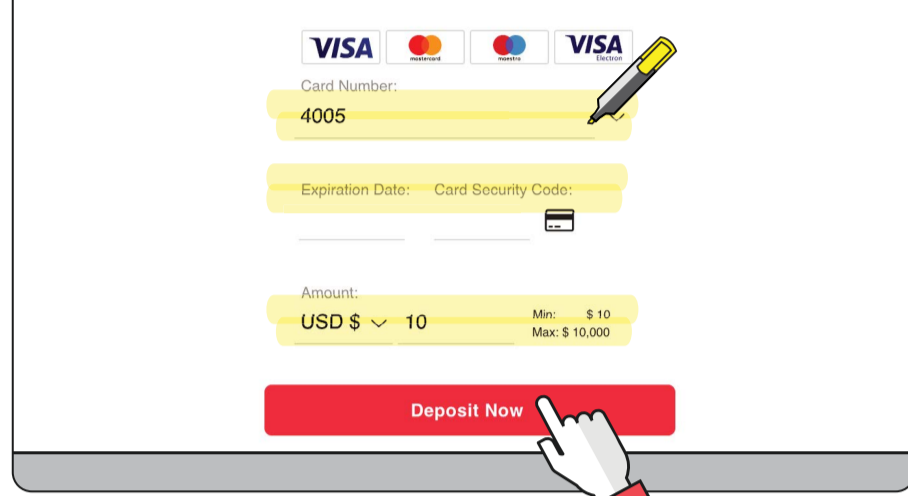 VISA mastercard maestro VISA Electron
Card Number:
4005
Expiration Date: Card Security Code:
Amount:
USD $ 10
Min: $ 10
Max: $ 10,000
Deposit Now